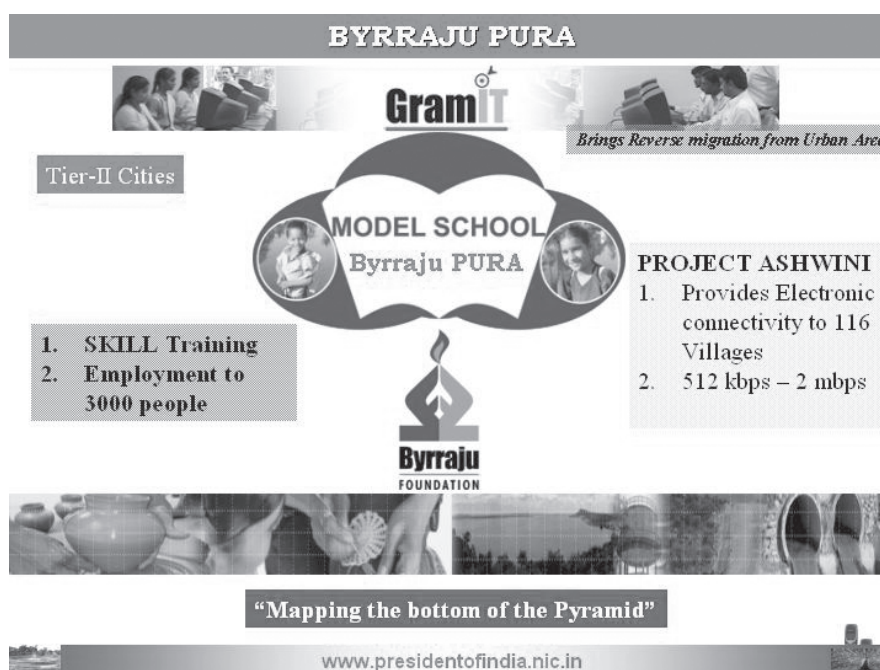 BYRRAJU PURA
GramIT
Brings Reverse migration from Urban Area
Tier-II Cities
MODEL SCHOOL
Byrraju PURA
PROJECT ASHWINI
1. Provides Electronic
connectivity to 116
Villages
2. 512 kbps – 2 mbps
1. SKILL Training
2. Employment to
3000 people
Byrraju
FOUNDATION
“Mapping the bottom of the Pyramid”
www.presidentofindia.nic.in